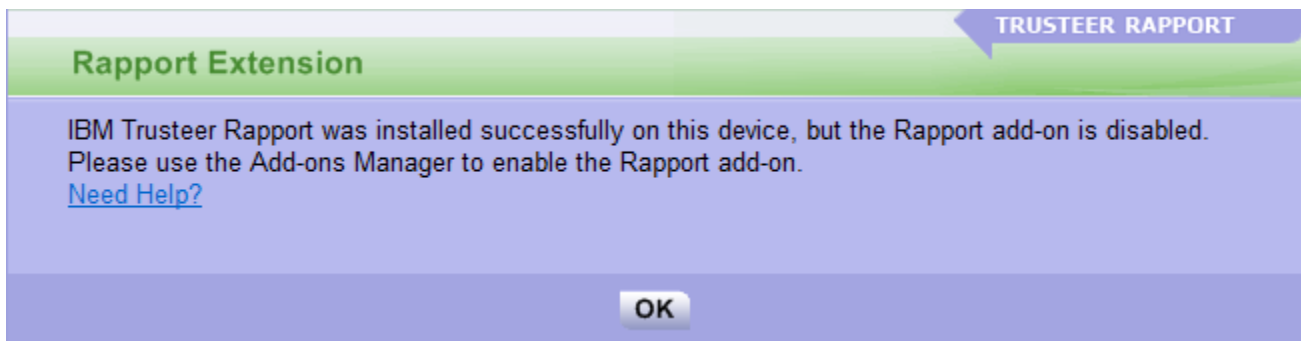 TRUSTEER RAPPORT
Rapport Extension
IBM Trusteer Rapport was installed successfully on this device, but the Rapport add-on is disabled.
Please use the Add-ons Manager to enable the Rapport add-on.
Need Help?
OK